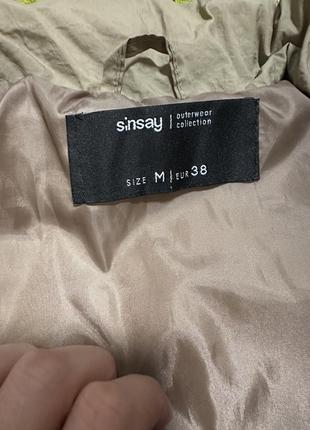 sinsay | outerwear
collection
SIZE M | EUR 38